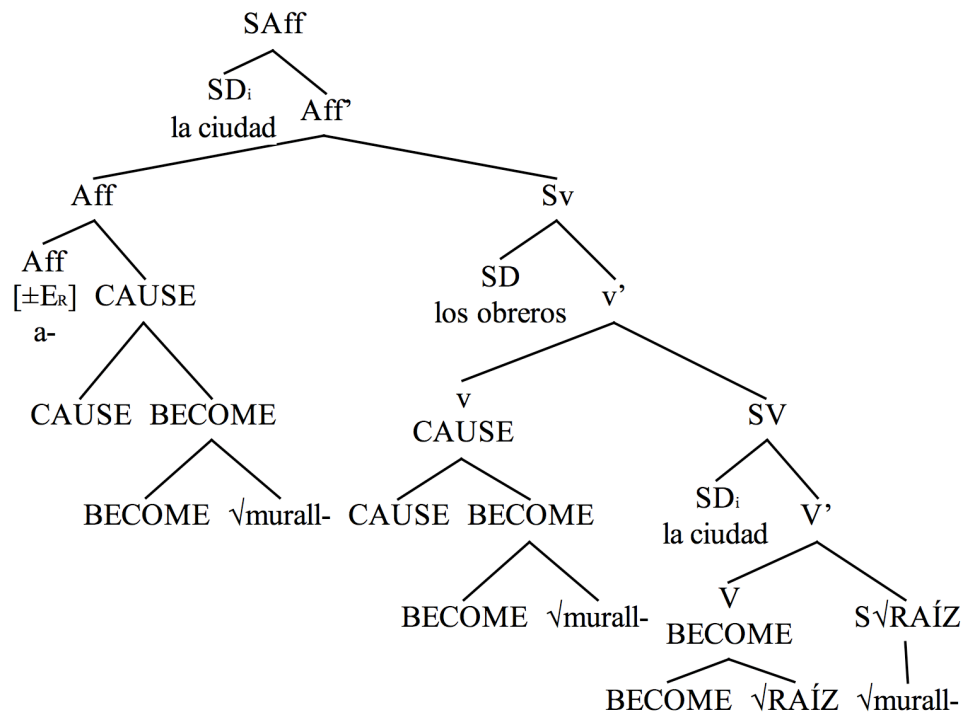 SAff
SDᵢ
la ciudad
Aff’
Aff
Sv
Aff
[±Eʀ]
a-
CAUSE
SD
los obreros
v’
CAUSE BECOME
v
CAUSE
SV
BECOME √murall-
CAUSE BECOME
SDᵢ
la ciudad
V’
BECOME √murall-
V
BECOME
S√RAÍZ
BECOME √RAÍZ √murall-